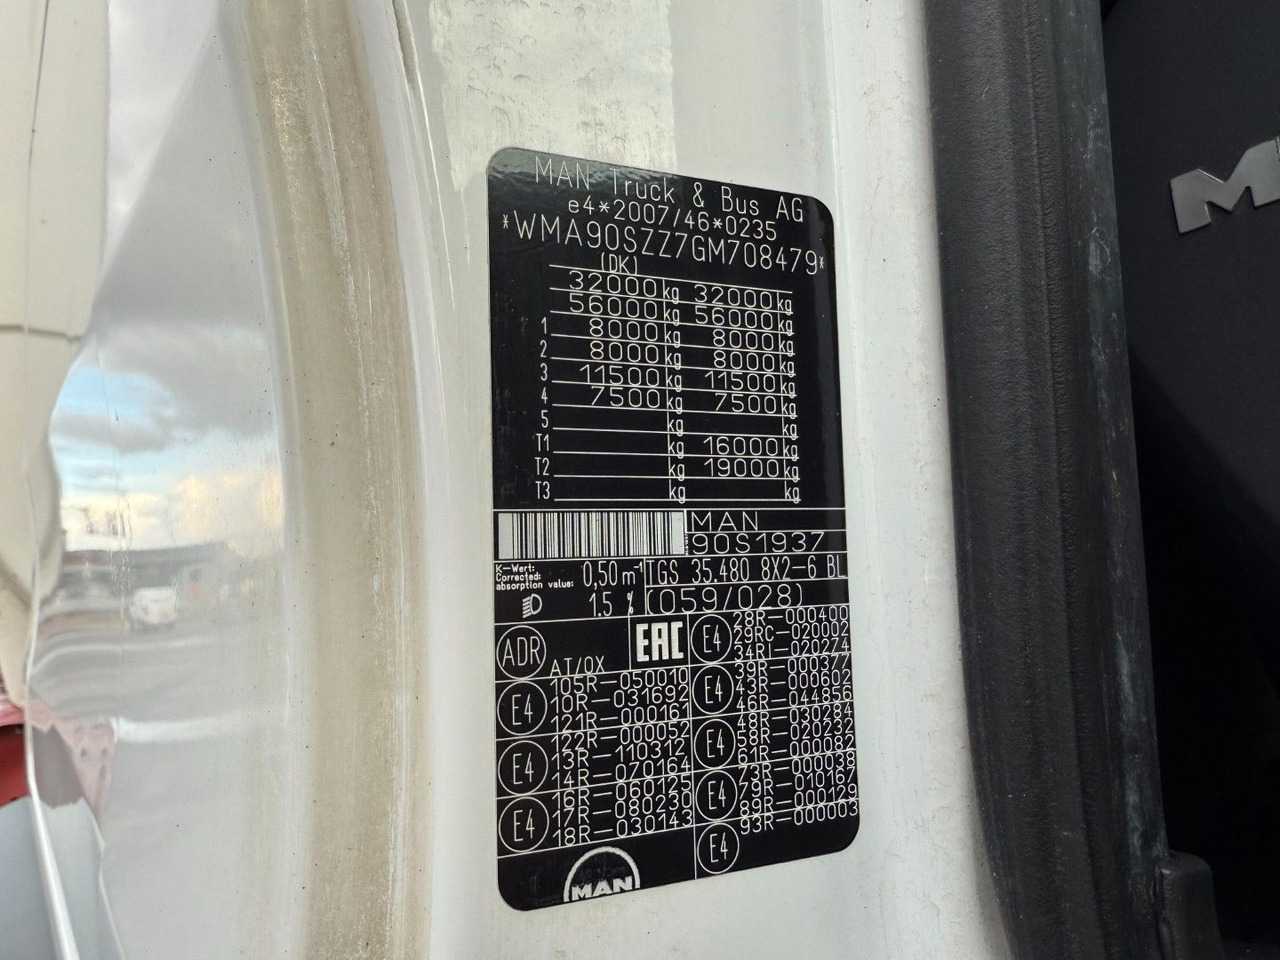 MAN Truck & Bus AG
e4*2007/46*0235
*WMA90SZZ7GM708479*
(DK)
32000kg 32000kg
56000kg 56000kg
1 8000kg 8000kg
2 8000kg 8000kg
3 11500kg 11500kg
4 7500kg 7500kg
5 kg kg
T1 kg 16000kg
T2 kg 19000kg
T3 kg kg
MAN
90S1937
K-Wert:
Corrected:
absorption value: 0,50 m-1
TGS 35.480 8X2-6 BL
1.5 %
(059/028)
ADR AT/OX
EAC
E4
105R-050010
10R-031692
121R-000161
E4
122R-000052
13R-110312
14R-070164
E4
16R-060125
17R-080230
18R-030143
E4
28R-000400
29RC-020002
34RI-020274
E4
39R-000377
43R-000602
46R-044856
E4
48R-030284
58R-020232
61R-000082
E4
73R-000038
79R-010167
89R-000129
E4
93R-000003
MAN
M